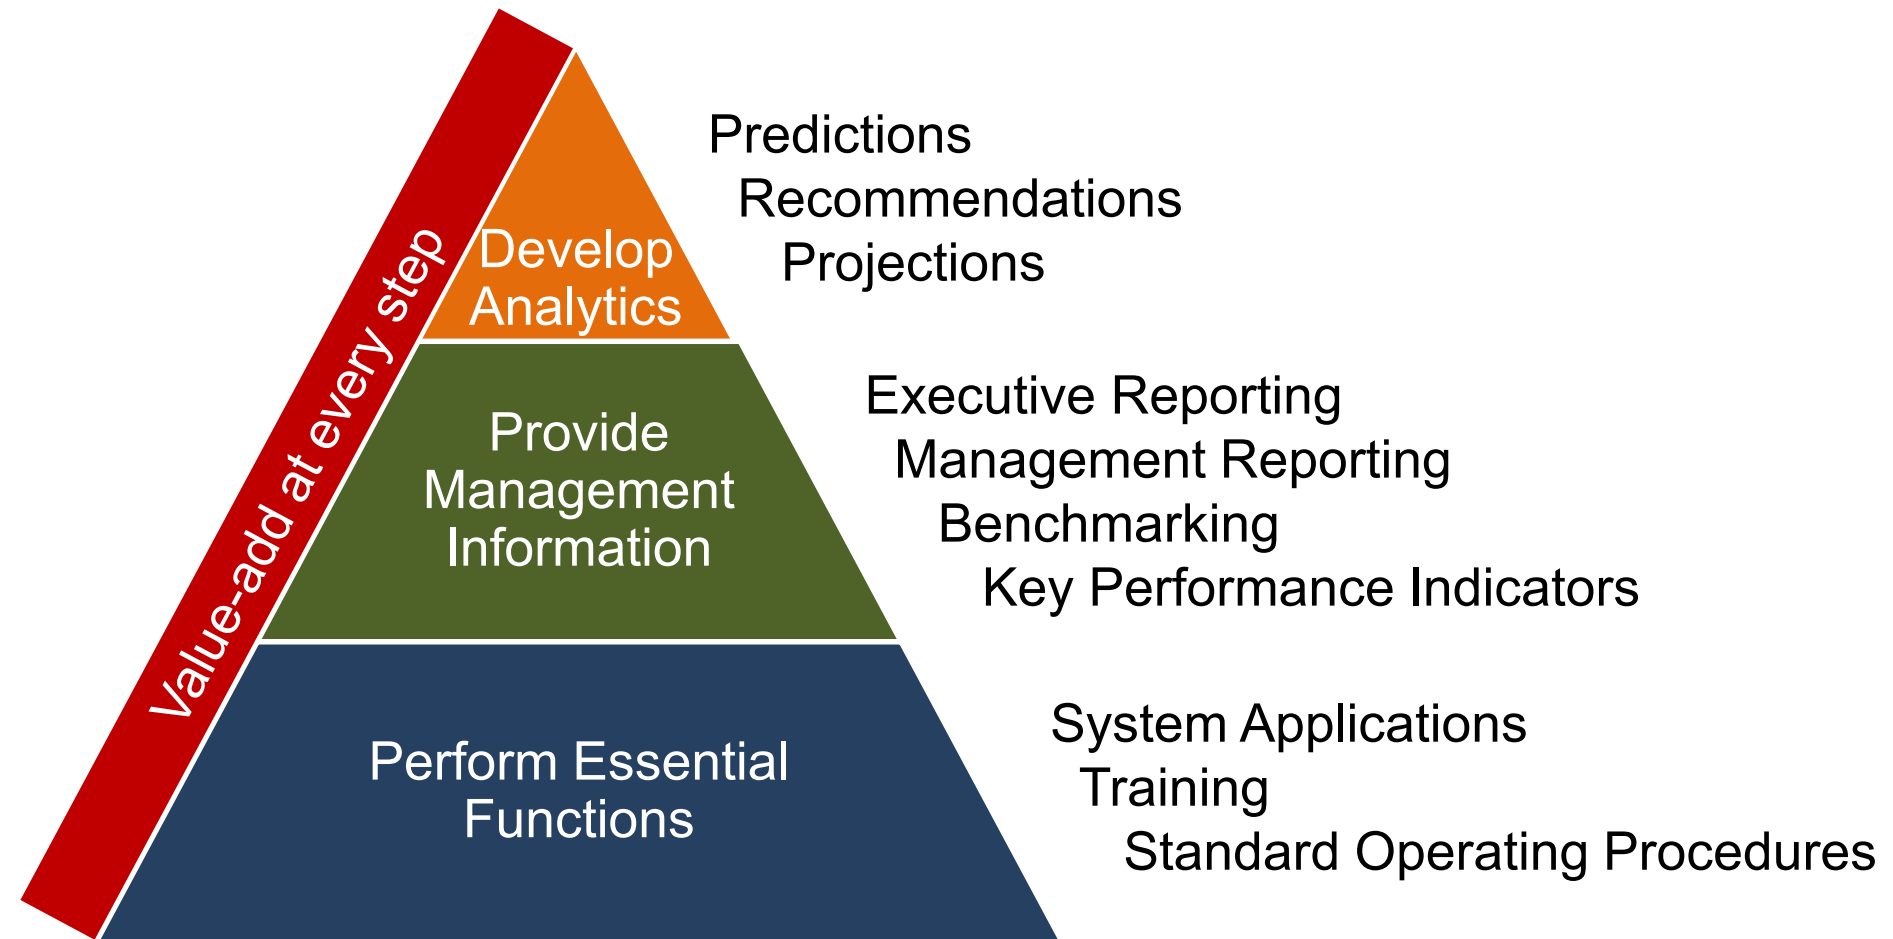 Value-add at every step
Develop
Analytics
Predictions
Recommendations
Projections
Provide
Management
Information
Executive Reporting
Management Reporting
Benchmarking
Key Performance Indicators
Perform Essential
Functions
System Applications
Training
Standard Operating Procedures